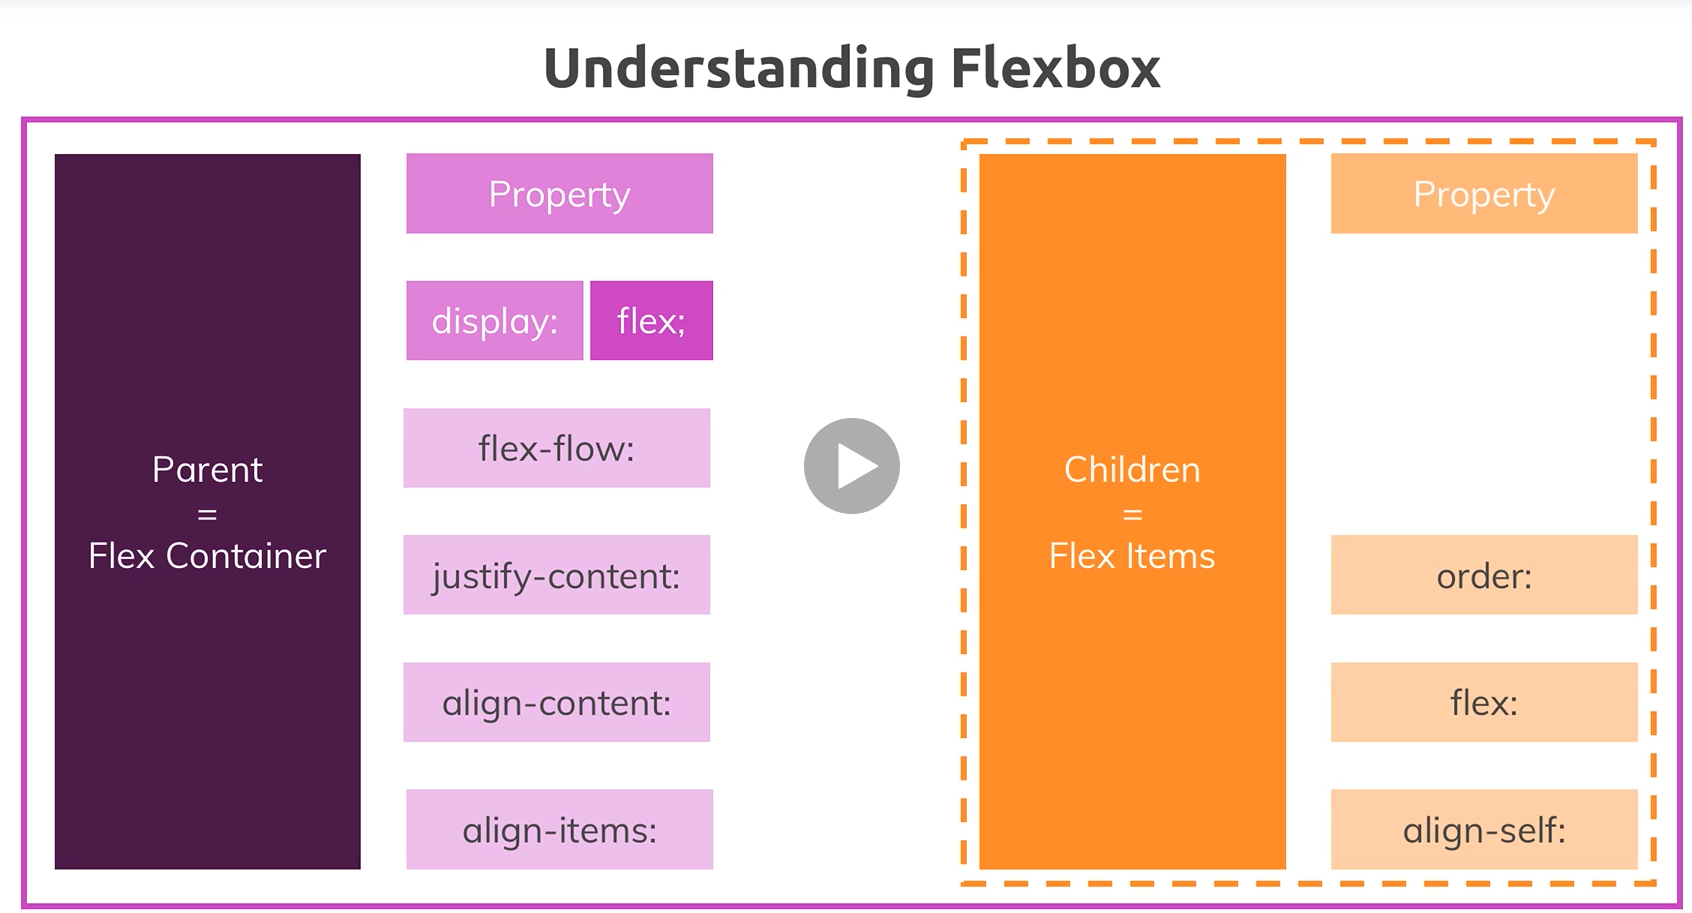 Understanding Flexbox
Parent
=
Flex Container
Property
display:
flex;
flex-flow:
justify-content:
align-content:
align-items:
Children
=
Flex Items
Property
order:
flex:
align-self: